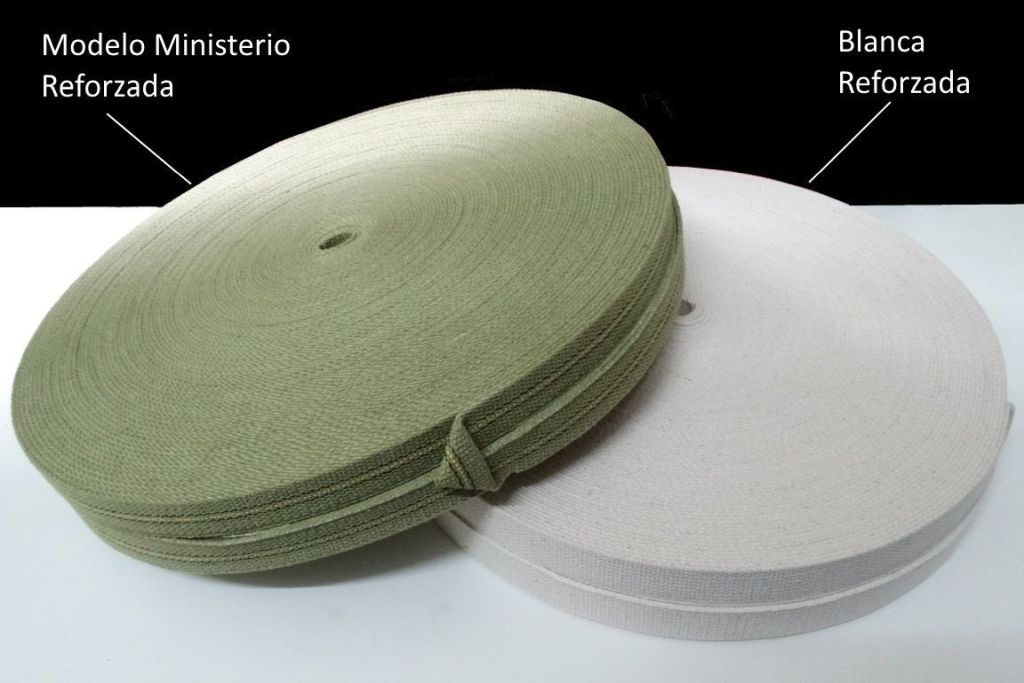 Modelo Ministerio
Reforzada
Blanca
Reforzada